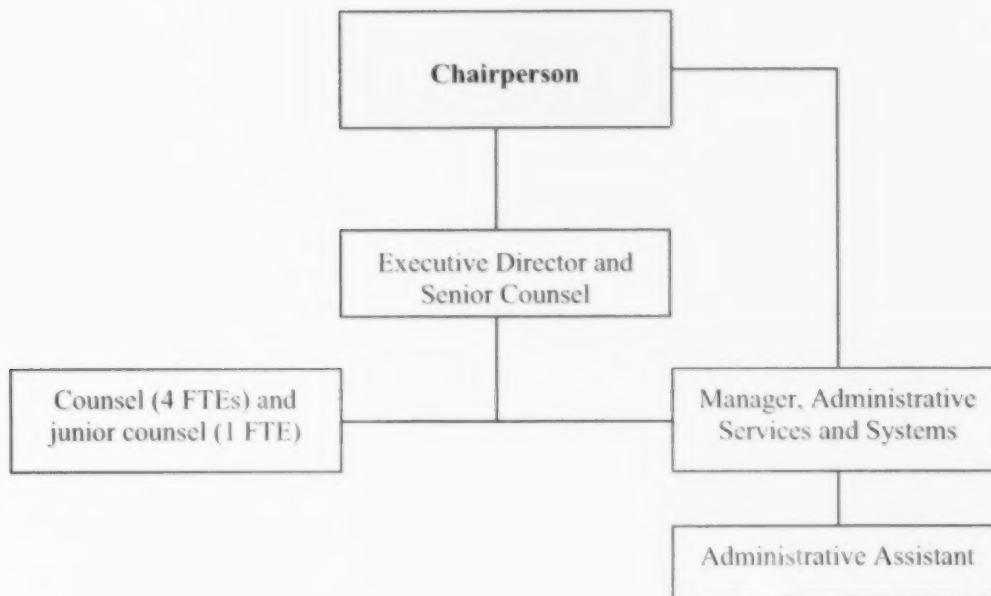 Chairperson
Executive Director and
Senior Counsel
Counsel (4 FTEs) and
junior counsel (1 FTE)
Manager, Administrative
Services and Systems
Administrative Assistant